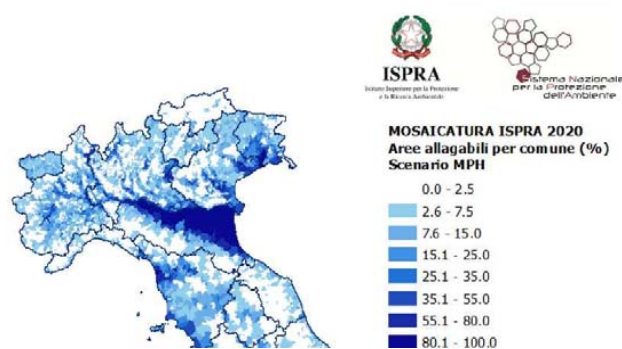 ISPRA
Istituto Superiore per la Protezione
e la Ricerca Ambientale
Sistema Nazionale
per la Protezione
dell'Ambiente
MOSAICATURA ISPRA 2020
Aree allagabili per comune (%)
Scenario MPH
0.0 - 2.5
2.6 - 7.5
7.6 - 15.0
15.1 - 25.0
25.1 - 35.0
35.1 - 55.0
55.1 - 80.0
80.1 - 100.0